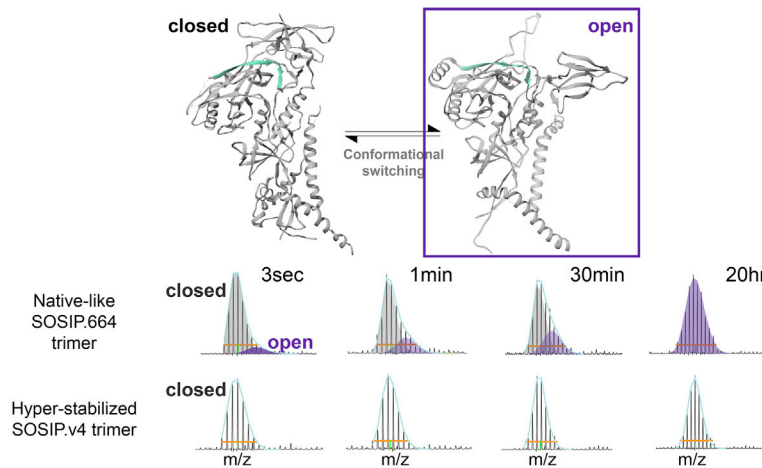 closed
open
Conformational
switching
3sec
1min
30min
20hr
closed
open
Native-like
SOSIP.664
trimer
closed
Hyper-stabilized
SOSIP.v4 trimer
m/z
m/z
m/z
m/z